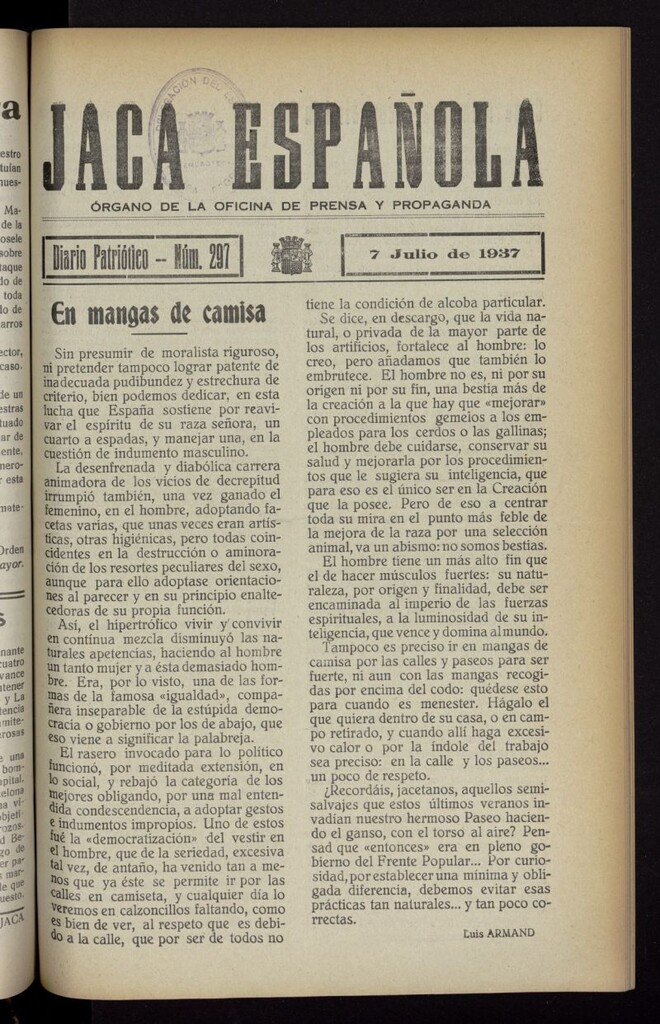 JACA ESPAÑOLA
ÓRGANO DE LA OFICINA DE PRENSA Y PROPAGANDA
Diario Patriótico -- Núm. 297
7 Julio de 1937
En mangas de camisa
Sin presumir de moralista riguroso,
ni pretender tampoco lograr patente de
inadecuada pudibundez y estrechura de
criterio, bien podemos dedicar, en esta
lucha que España sostiene por reavi-
var el espíritu de su raza señora, un
cuarto a espadas, y manejar una, en la
cuestión de indumento masculino.
La desenfrenada y diabólica carrera
animadora de los vicios de decrepitud
irrumpió también, una vez ganado el
femenino, en el hombre, adoptando fa-
cetas varias, que unas veces eran artís-
ticas, otras higiénicas, pero todas coin-
cidentes en la destrucción o aminora-
ción de los resortes peculiares del sexo,
aunque para ello adoptase orientacio-
nes al parecer y en su principio enalte-
cedoras de su propia función.
Así, el hipertrófico vivir y convivir
en contínua mezcla disminuyó las na-
turales apetencias, haciendo al hombre
un tanto mujer y a ésta demasiado hom-
bre. Era, por lo visto, una de las for-
mas de la famosa «igualdad», compa-
ñera inseparable de la estúpida demo-
cracia o gobierno por los de abajo, que
eso viene a significar la palabreja.
El rasero invocado para lo político
funcionó, por meditada extensión, en
lo social, y rebajó la categoría de los
mejores obligando, por una mal enten-
dida condescendencia, a adoptar gestos
e indumentos impropios. Uno de estos
fué la «democratización» del vestir en
el hombre, que de la seriedad, excesiva
tal vez, de antaño, ha venido tan a me-
nos que ya éste se permite ir por las
calles en camiseta, y cualquier día lo
veremos en calzoncillos faltando, como
es bien de ver, al respeto que es debi-
do a la calle, que por ser de todos no
tiene la condición de alcoba particular.
Se dice, en descargo, que la vida na-
tural, o privada de la mayor parte de
los artificios, fortalece al hombre: lo
creo, pero añadamos que también lo
embrutece. El hombre no es, ni por su
origen ni por su fin, una bestia más de
la creación a la que hay que «mejorar»
con procedimientos gemelos a los em-
pleados para los cerdos o las gallinas;
el hombre debe cuidarse, conservar su
salud y mejorarla por los procedimien-
tos que le sugiera su inteligencia, que
para eso es el único ser en la Creación
que la posee. Pero de eso a centrar
toda su mira en el punto más feble de
la mejora de la raza por una selección
animal, va un abismo: no somos bestias.
El hombre tiene un más alto fin que
el de hacer músculos fuertes: su natu-
raleza, por origen y finalidad, debe ser
encaminada al imperio de las fuerzas
espirituales, a la luminosidad de su in-
teligencia, que vence y domina al mundo.
Tampoco es preciso ir en mangas de
camisa por las calles y paseos para ser
fuerte, ni aun con las mangas recogi-
das por encima del codo: quédese esto
para cuando es menester. Hágalo el
que quiera dentro de su casa, o en cam-
po retirado, y cuando allí haga excesi-
vo calor o por la índole del trabajo
sea preciso: en la calle y los paseos...
un poco de respeto.
¿Recordáis, jacetanos, aquellos semi-
salvajes que estos últimos veranos in-
vadían nuestro hermoso Paseo hacien-
do el ganso, con el torso al aire? Pen-
sad que «entonces» era en pleno go-
bierno del Frente Popular... Por curio-
sidad, por establecer una mínima y obli-
gada diferencia, debemos evitar esas
prácticas tan naturales... y tan poco co-
rrectas.
Luis ARMAND